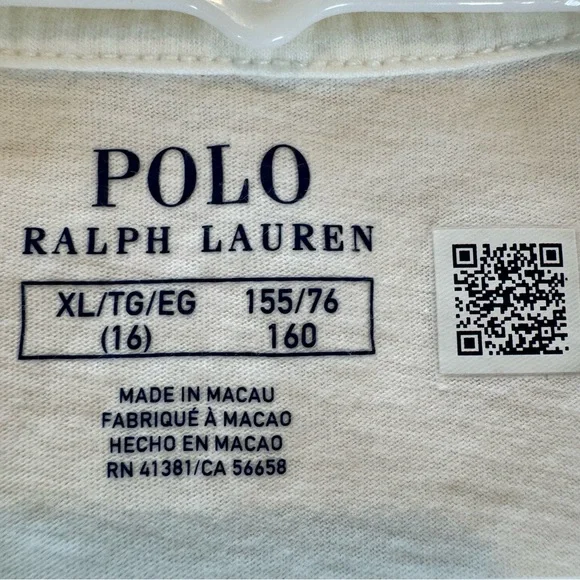 POLO
RALPH LAUREN
XL/TG/EG 155/76
(16) 160
MADE IN MACAU
FABRIQUÉ À MACAO
HECHO EN MACAO
RN 41381/CA 56658